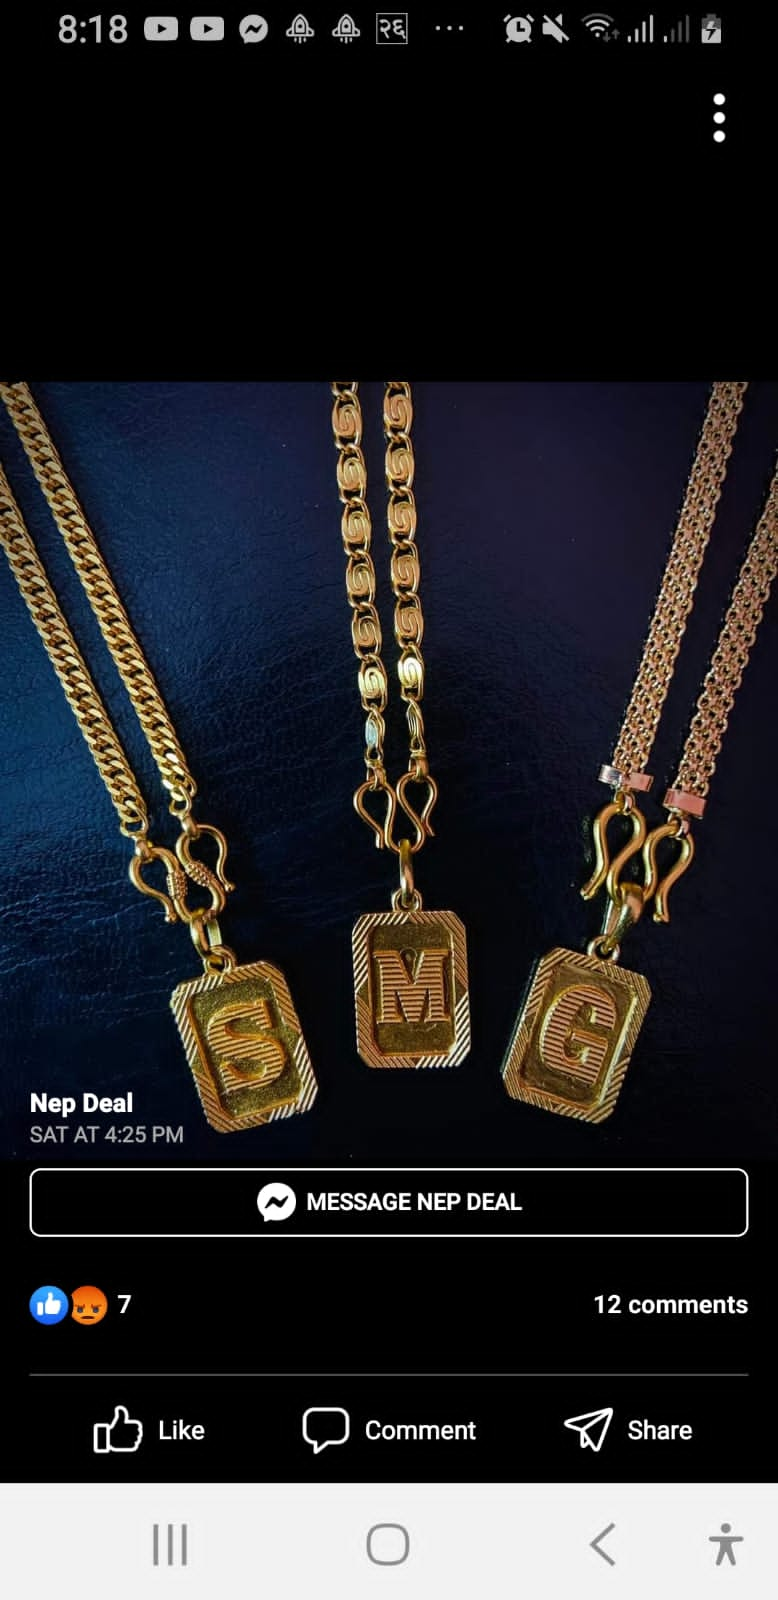 8:18
२६
S
M
G
Nep Deal
SAT AT 4:25 PM
MESSAGE NEP DEAL
7
12 comments
Like
Comment
Share